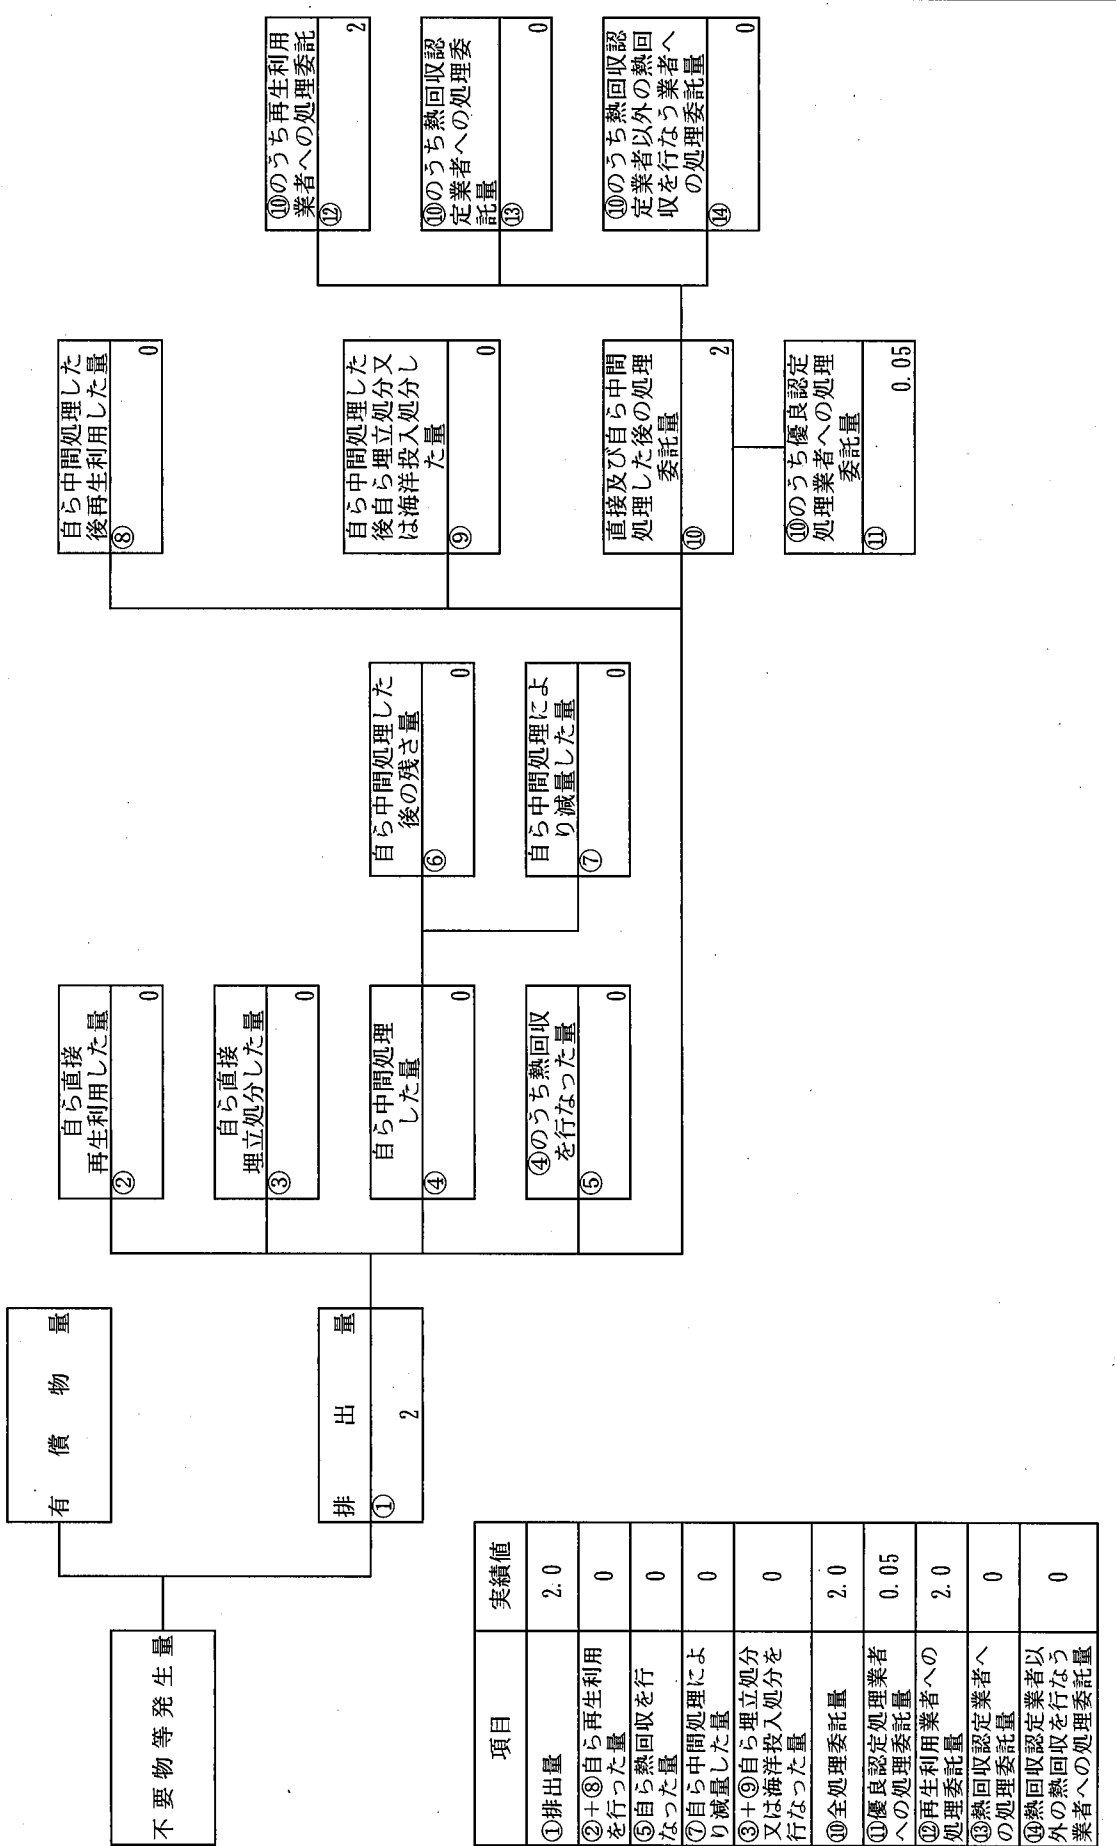 不要物等発生量
有償物量
排出量
①
2
自ら直接
再生利用した量
②
0
自ら直接
埋立処分した量
③
0
自ら中間処理
した量
④
0
④のうち熱回収
を行なった量
⑤
0
自ら中間処理した
後の残さ量
⑥
0
自ら中間処理によ
り減量した量
⑦
0
自ら中間処理した
後再生利用した量
⑧
0
自ら中間処理した
後自ら埋立処分又
は海洋投入処分し
た量
⑨
0
直接及び自ら中間
処理した後の処理
委託量
⑩
2
⑩のうち優良認定
処理業者への処理
委託量
⑪
0.05
⑩のうち再生利用
業者への処理委託
⑫
2
⑩のうち熱回収認
定業者への処理委
託量
⑬
0
⑩のうち熱回収認
定業者以外の熱回
収を行なう業者へ
の処理委託量
⑭
0
項目 実績値
①排出量 2.0
②+⑧自ら再生利用
を行った量 0
⑤自ら熱回収を行
なった量 0
⑦自ら中間処理によ
り減量した量 0
③+⑨自ら埋立処分
又は海洋投入処分を
行なった量 0
⑩全処理委託量 2.0
⑪優良認定処理業者
への処理委託量 0.05
⑫再生利用業者への
処理委託量 2.0
⑬熱回収認定業者へ
の処理委託量 0
⑭熱回収認定業者以
外の熱回収を行なう
業者への処理委託量 0